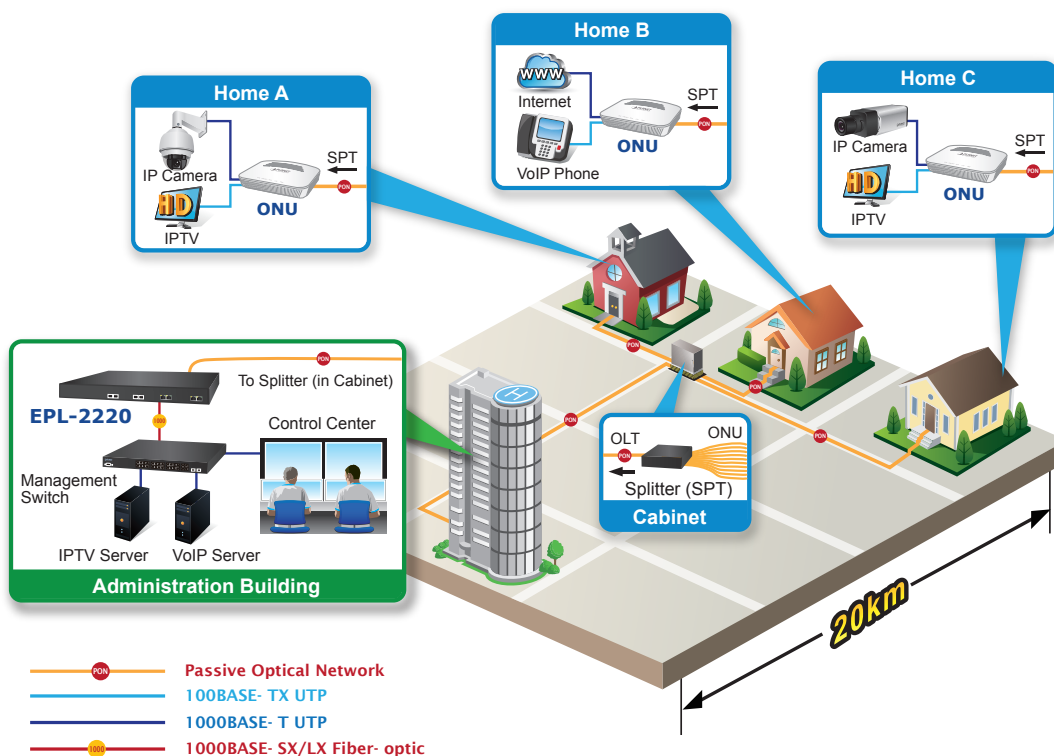 Home B
WWW
Internet
SPT
PON
ONU
VoIP Phone
Home A
IP Camera
SPT
PON
ONU
HD
IPTV
Home C
IP Camera
SPT
PON
ONU
HD
IPTV
PON
To Splitter (in Cabinet)
EPL-2220
1000
Control Center
Management
Switch
IPTV Server
VoIP Server
Administration Building
H
PON
PON
PON
PON
OLT
ONU
PON
Splitter (SPT)
Cabinet
20km
PON
Passive Optical Network
100BASE- TX UTP
1000BASE- T UTP
1000
1000BASE- SX/LX Fiber- optic